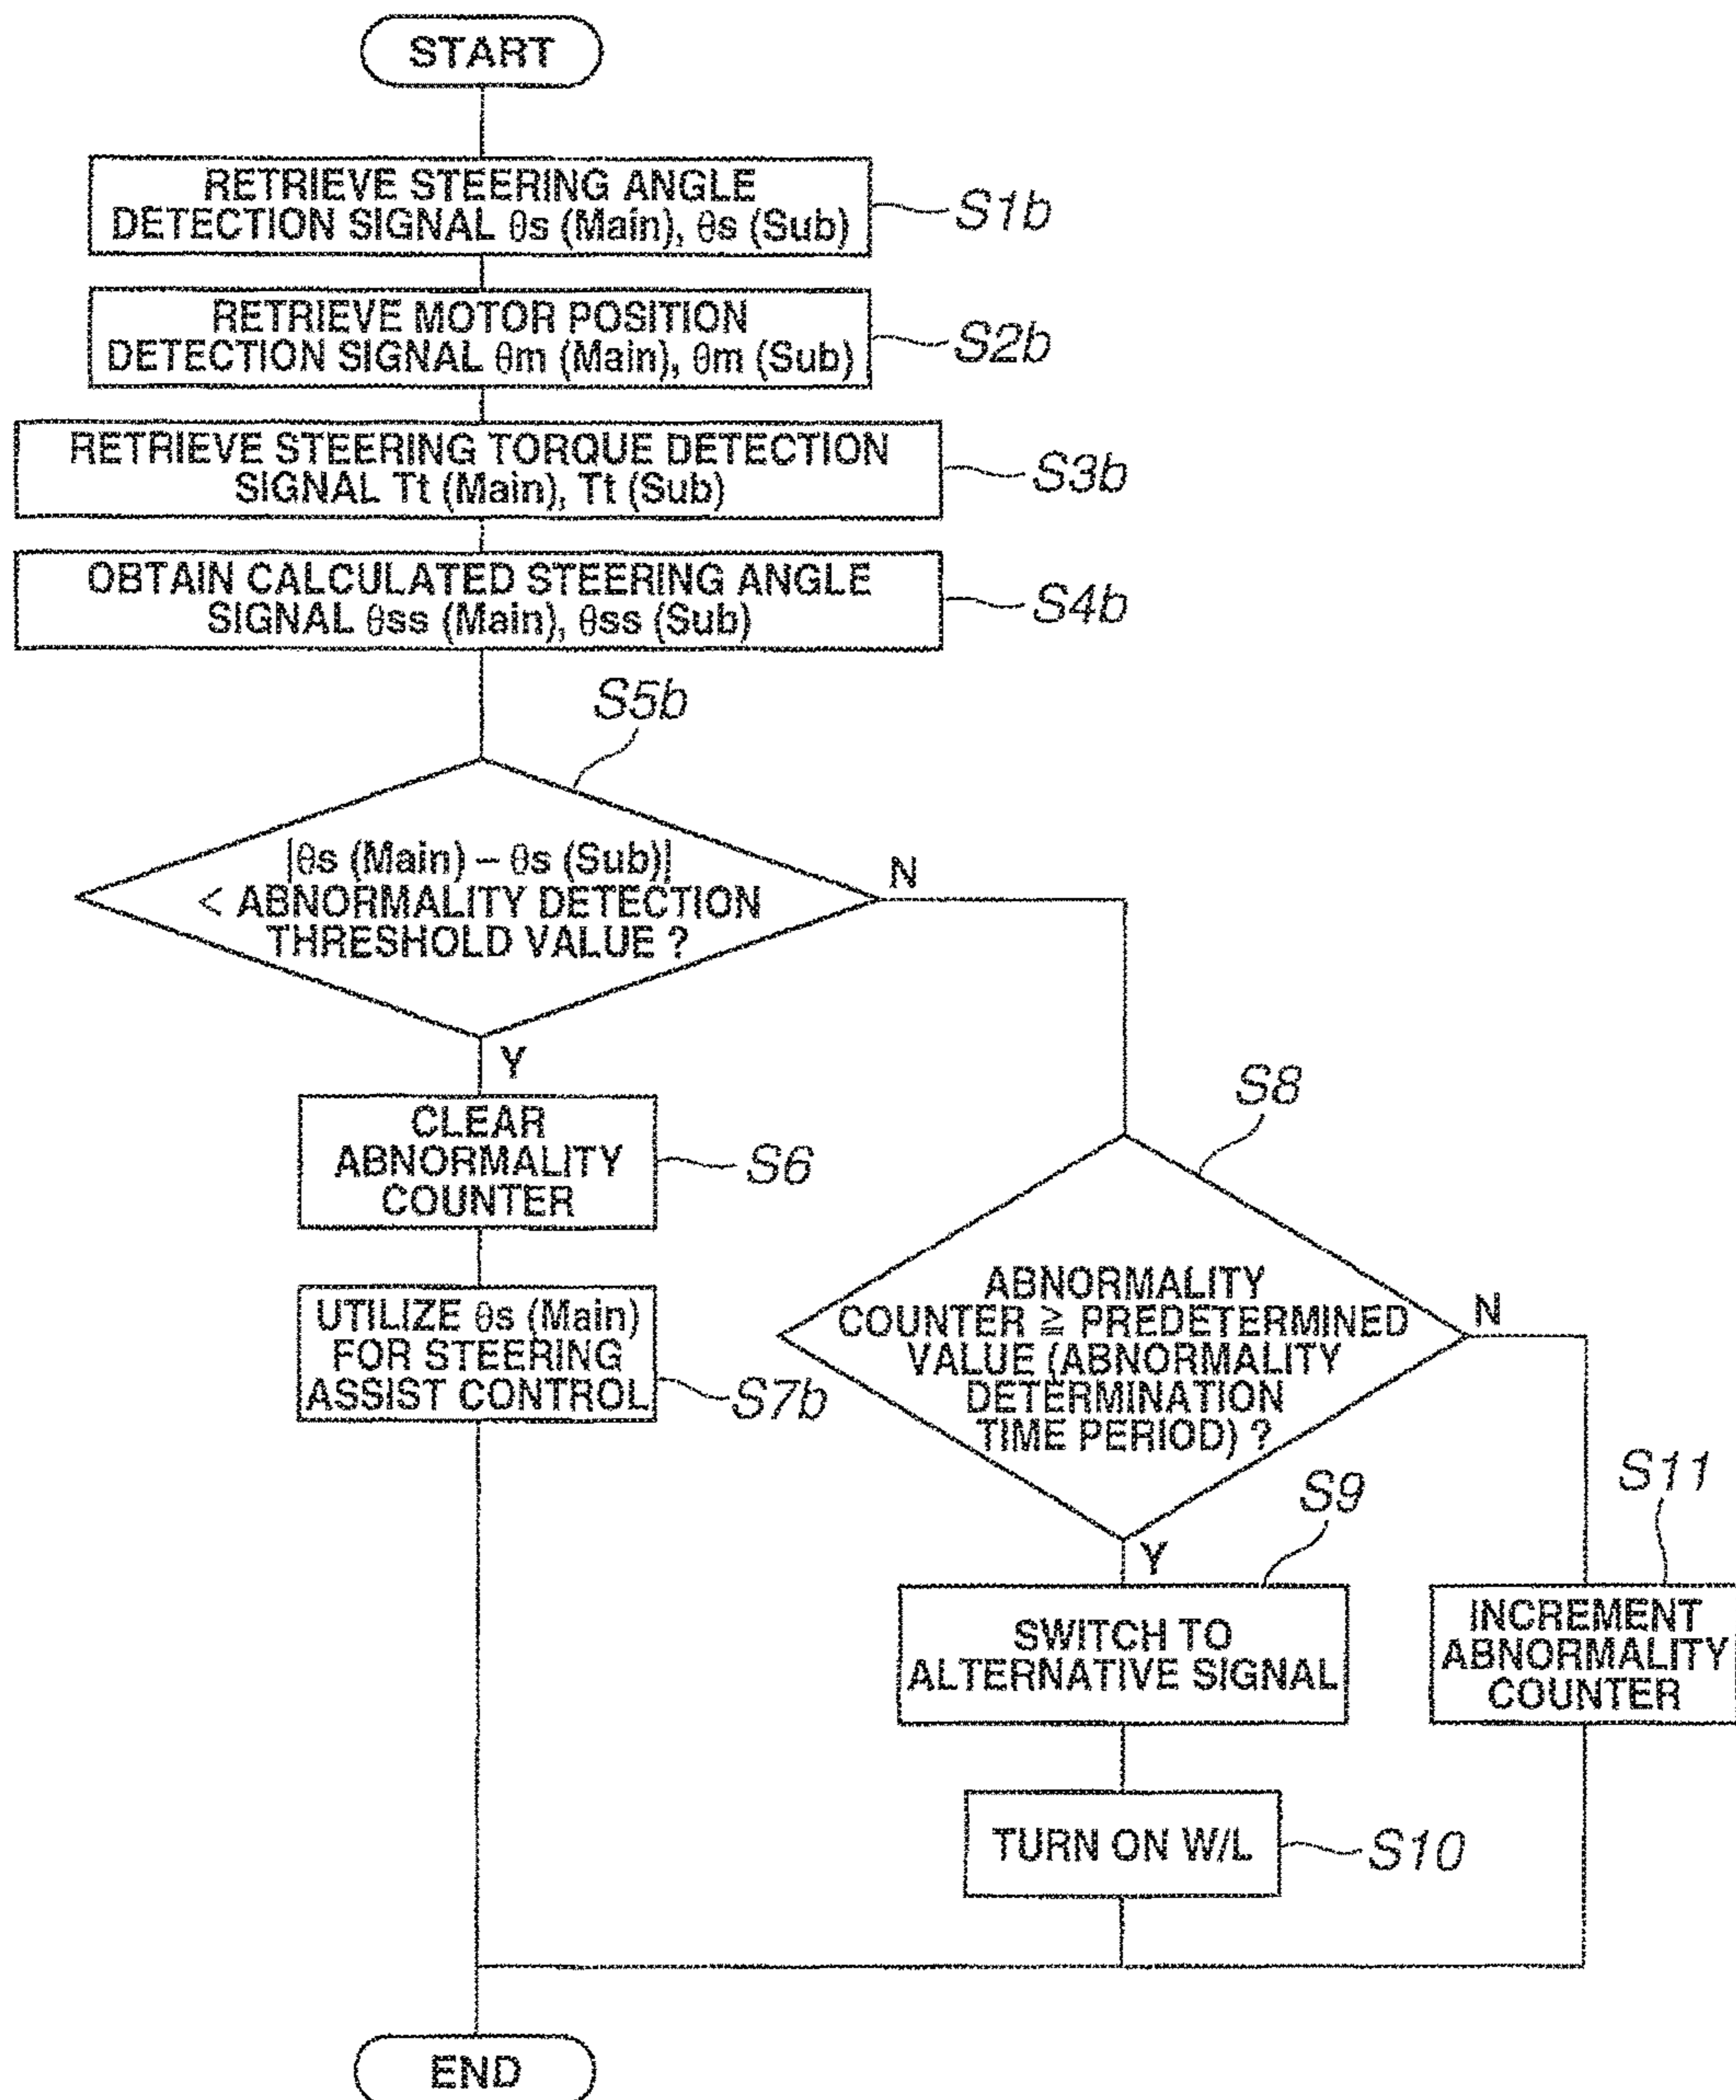 START
RETRIEVE STEERING ANGLE
DETECTION SIGNAL θs (Main), θs (Sub)
S1b
RETRIEVE MOTOR POSITION
DETECTION SIGNAL θm (Main), θm (Sub)
S2b
RETRIEVE STEERING TORQUE DETECTION
SIGNAL Tt (Main), Tt (Sub)
S3b
OBTAIN CALCULATED STEERING ANGLE
SIGNAL θss (Main), θss (Sub)
S4b
S5b
|θs (Main) – θs (Sub)|
< ABNORMALITY DETECTION
THRESHOLD VALUE ?
N
Y
CLEAR
ABNORMALITY
COUNTER
S6
UTILIZE θs (Main)
FOR STEERING
ASSIST CONTROL
S7b
S8
ABNORMALITY
COUNTER ≧ PREDETERMINED
VALUE (ABNORMALITY
DETERMINATION
TIME PERIOD) ?
N
Y
S9
SWITCH TO
ALTERNATIVE SIGNAL
S11
INCREMENT
ABNORMALITY
COUNTER
TURN ON W/L
S10
END